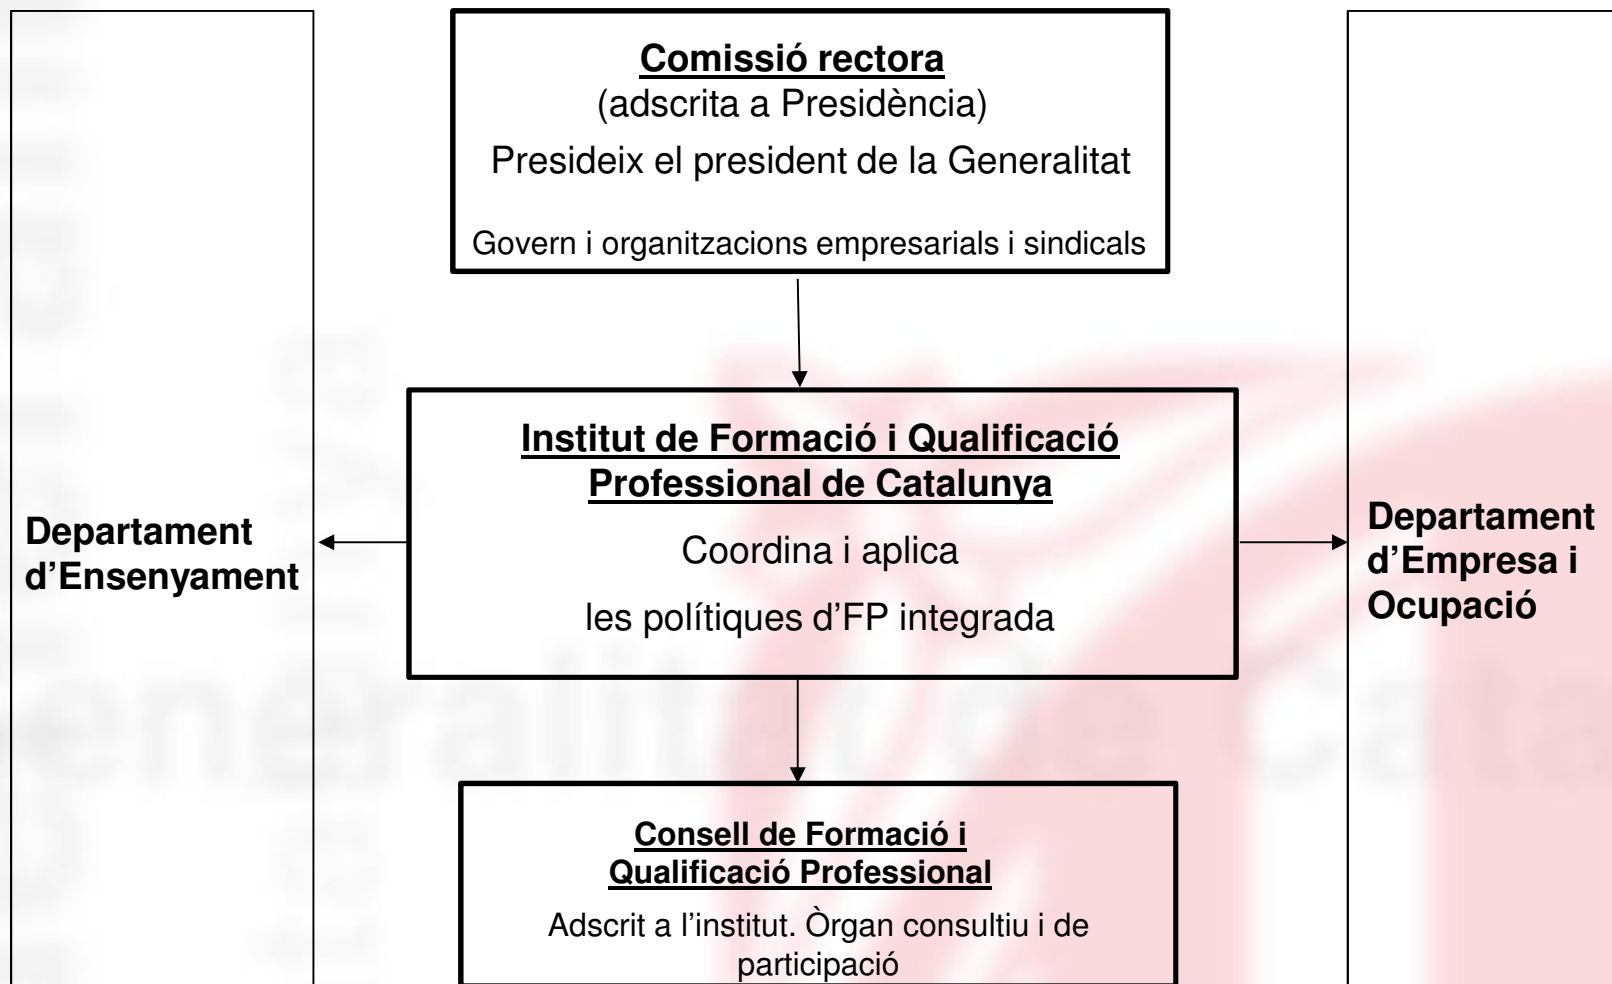 Comissió rectora
(adscrita a Presidència)
Presideix el president de la Generalitat
Govern i organitzacions empresarials i sindicals
Institut de Formació i Qualificació
Professional de Catalunya
Coordina i aplica
les polítiques d’FP integrada
Departament
d’Ensenyament
Departament
d’Empresa i
Ocupació
Consell de Formació i
Qualificació Professional
Adscrit a l’institut. Òrgan consultiu i de
participació